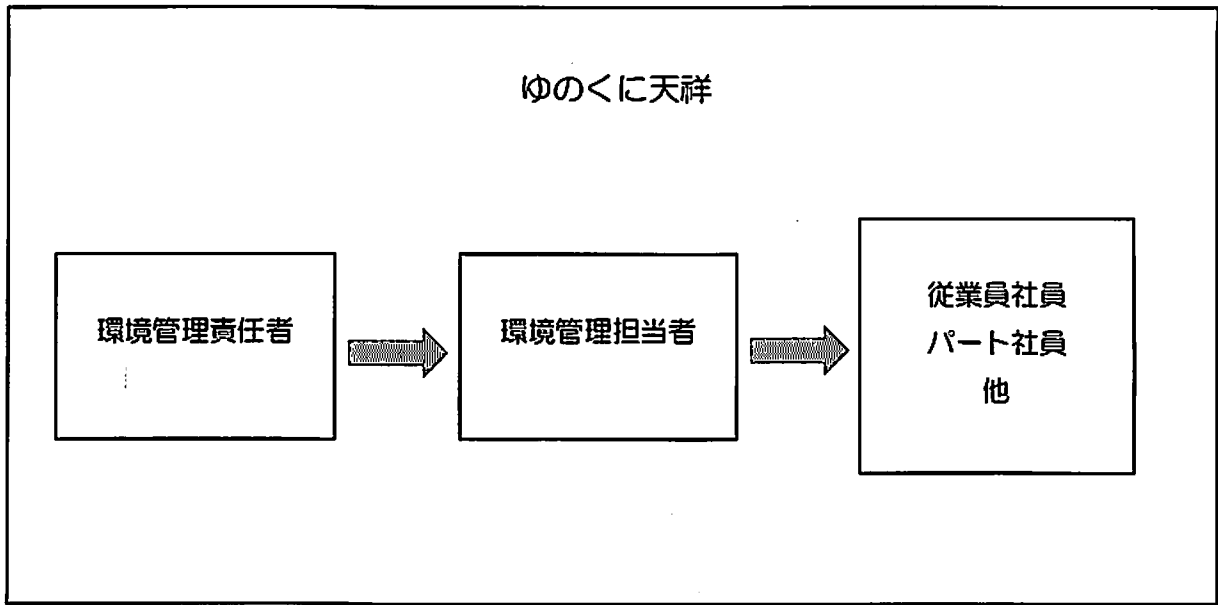 ゆのくに天祥
環境管理責任者
環境管理担当者
従業員社員
パート社員
他